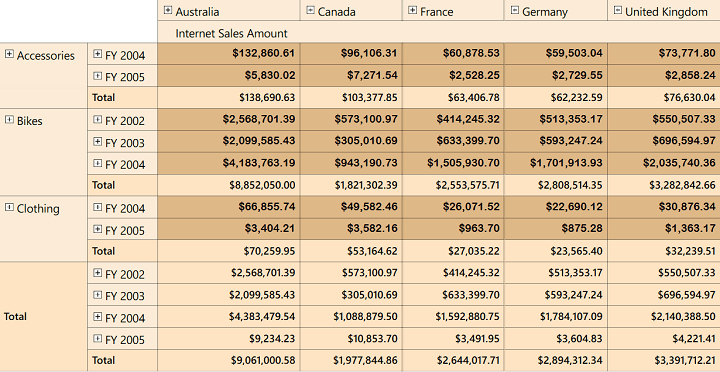 Australia Canada France Germany United Kingdom
Internet Sales Amount
Accessories FY 2004 $132,860.61 $96,106.31 $60,878.53 $59,503.04 $73,771.80
FY 2005 $5,830.02 $7,271.54 $2,528.25 $2,729.55 $2,858.24
Total $138,690.63 $103,377.85 $63,406.78 $62,232.59 $76,630.04
Bikes FY 2002 $2,568,701.39 $573,100.97 $414,245.32 $513,353.17 $550,507.33
FY 2003 $2,099,585.43 $305,010.69 $633,399.70 $593,247.24 $696,594.97
FY 2004 $4,183,763.19 $943,190.73 $1,505,930.70 $1,701,913.93 $2,035,740.36
Total $8,852,050.00 $1,821,302.39 $2,553,575.71 $2,808,514.35 $3,282,842.66
Clothing FY 2004 $66,855.74 $49,582.46 $26,071.52 $22,690.12 $30,876.34
FY 2005 $3,404.21 $3,582.16 $963.70 $875.28 $1,363.17
Total $70,259.95 $53,164.62 $27,035.22 $23,565.40 $32,239.51
FY 2002 $2,568,701.39 $573,100.97 $414,245.32 $513,353.17 $550,507.33
FY 2003 $2,099,585.43 $305,010.69 $633,399.70 $593,247.24 $696,594.97
Total FY 2004 $4,383,479.54 $1,088,879.50 $1,592,880.75 $1,784,107.09 $2,140,388.50
FY 2005 $9,234.23 $10,853.70 $3,491.95 $3,604.83 $4,221.41
Total $9,061,000.58 $1,977,844.86 $2,644,017.71 $2,894,312.34 $3,391,712.21